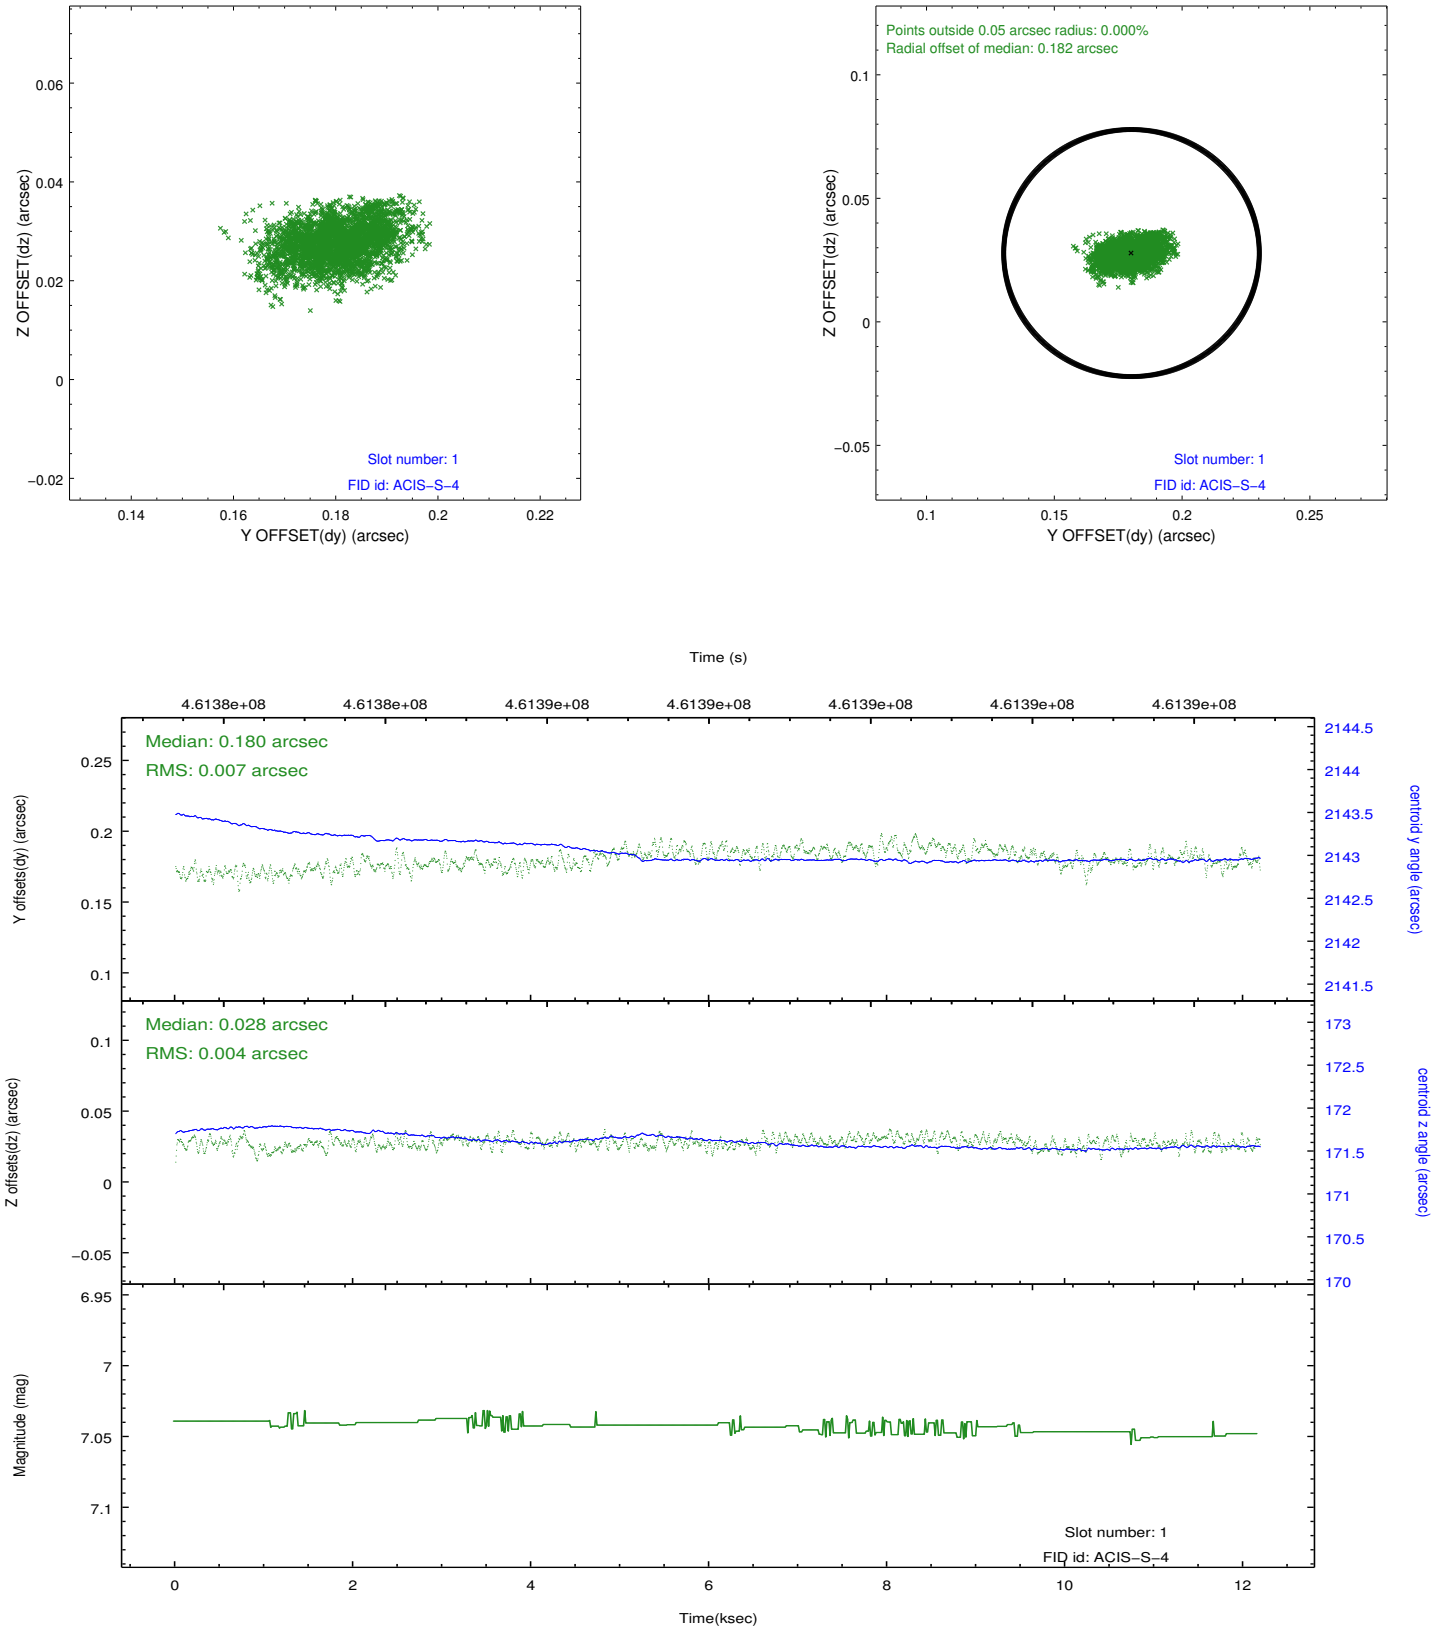 0.06
0.04
0.02
0
−0.02
0.14
0.16
0.18
0.2
0.22
Z OFFSET(dz) (arcsec)
Y OFFSET(dy) (arcsec)
Slot number: 1
FID id: ACIS−S−4
Points outside 0.05 arcsec radius: 0.000%
Radial offset of median: 0.182 arcsec
0.1
0.05
0
−0.05
0.1
0.15
0.2
0.25
Z OFFSET(dz) (arcsec)
Y OFFSET(dy) (arcsec)
Slot number: 1
FID id: ACIS−S−4
Time (s)
4.6138e+08 4.6138e+08 4.6139e+08 4.6139e+08 4.6139e+08 4.6139e+08 4.6139e+08
Median: 0.180 arcsec
RMS: 0.007 arcsec
0.25
0.2
0.15
0.1
Y offsets(dy) (arcsec)
2144.5
2144
2143.5
2143
2142.5
2142
2141.5
centroid y angle (arcsec)
Median: 0.028 arcsec
RMS: 0.004 arcsec
0.1
0.05
0
−0.05
Z offsets(dz) (arcsec)
173
172.5
172
171.5
171
170.5
170
centroid z angle (arcsec)
6.95
7
7.05
7.1
Magnitude (mag)
Slot number: 1
FID id: ACIS−S−4
0 2 4 6 8 10 12
Time(ksec)